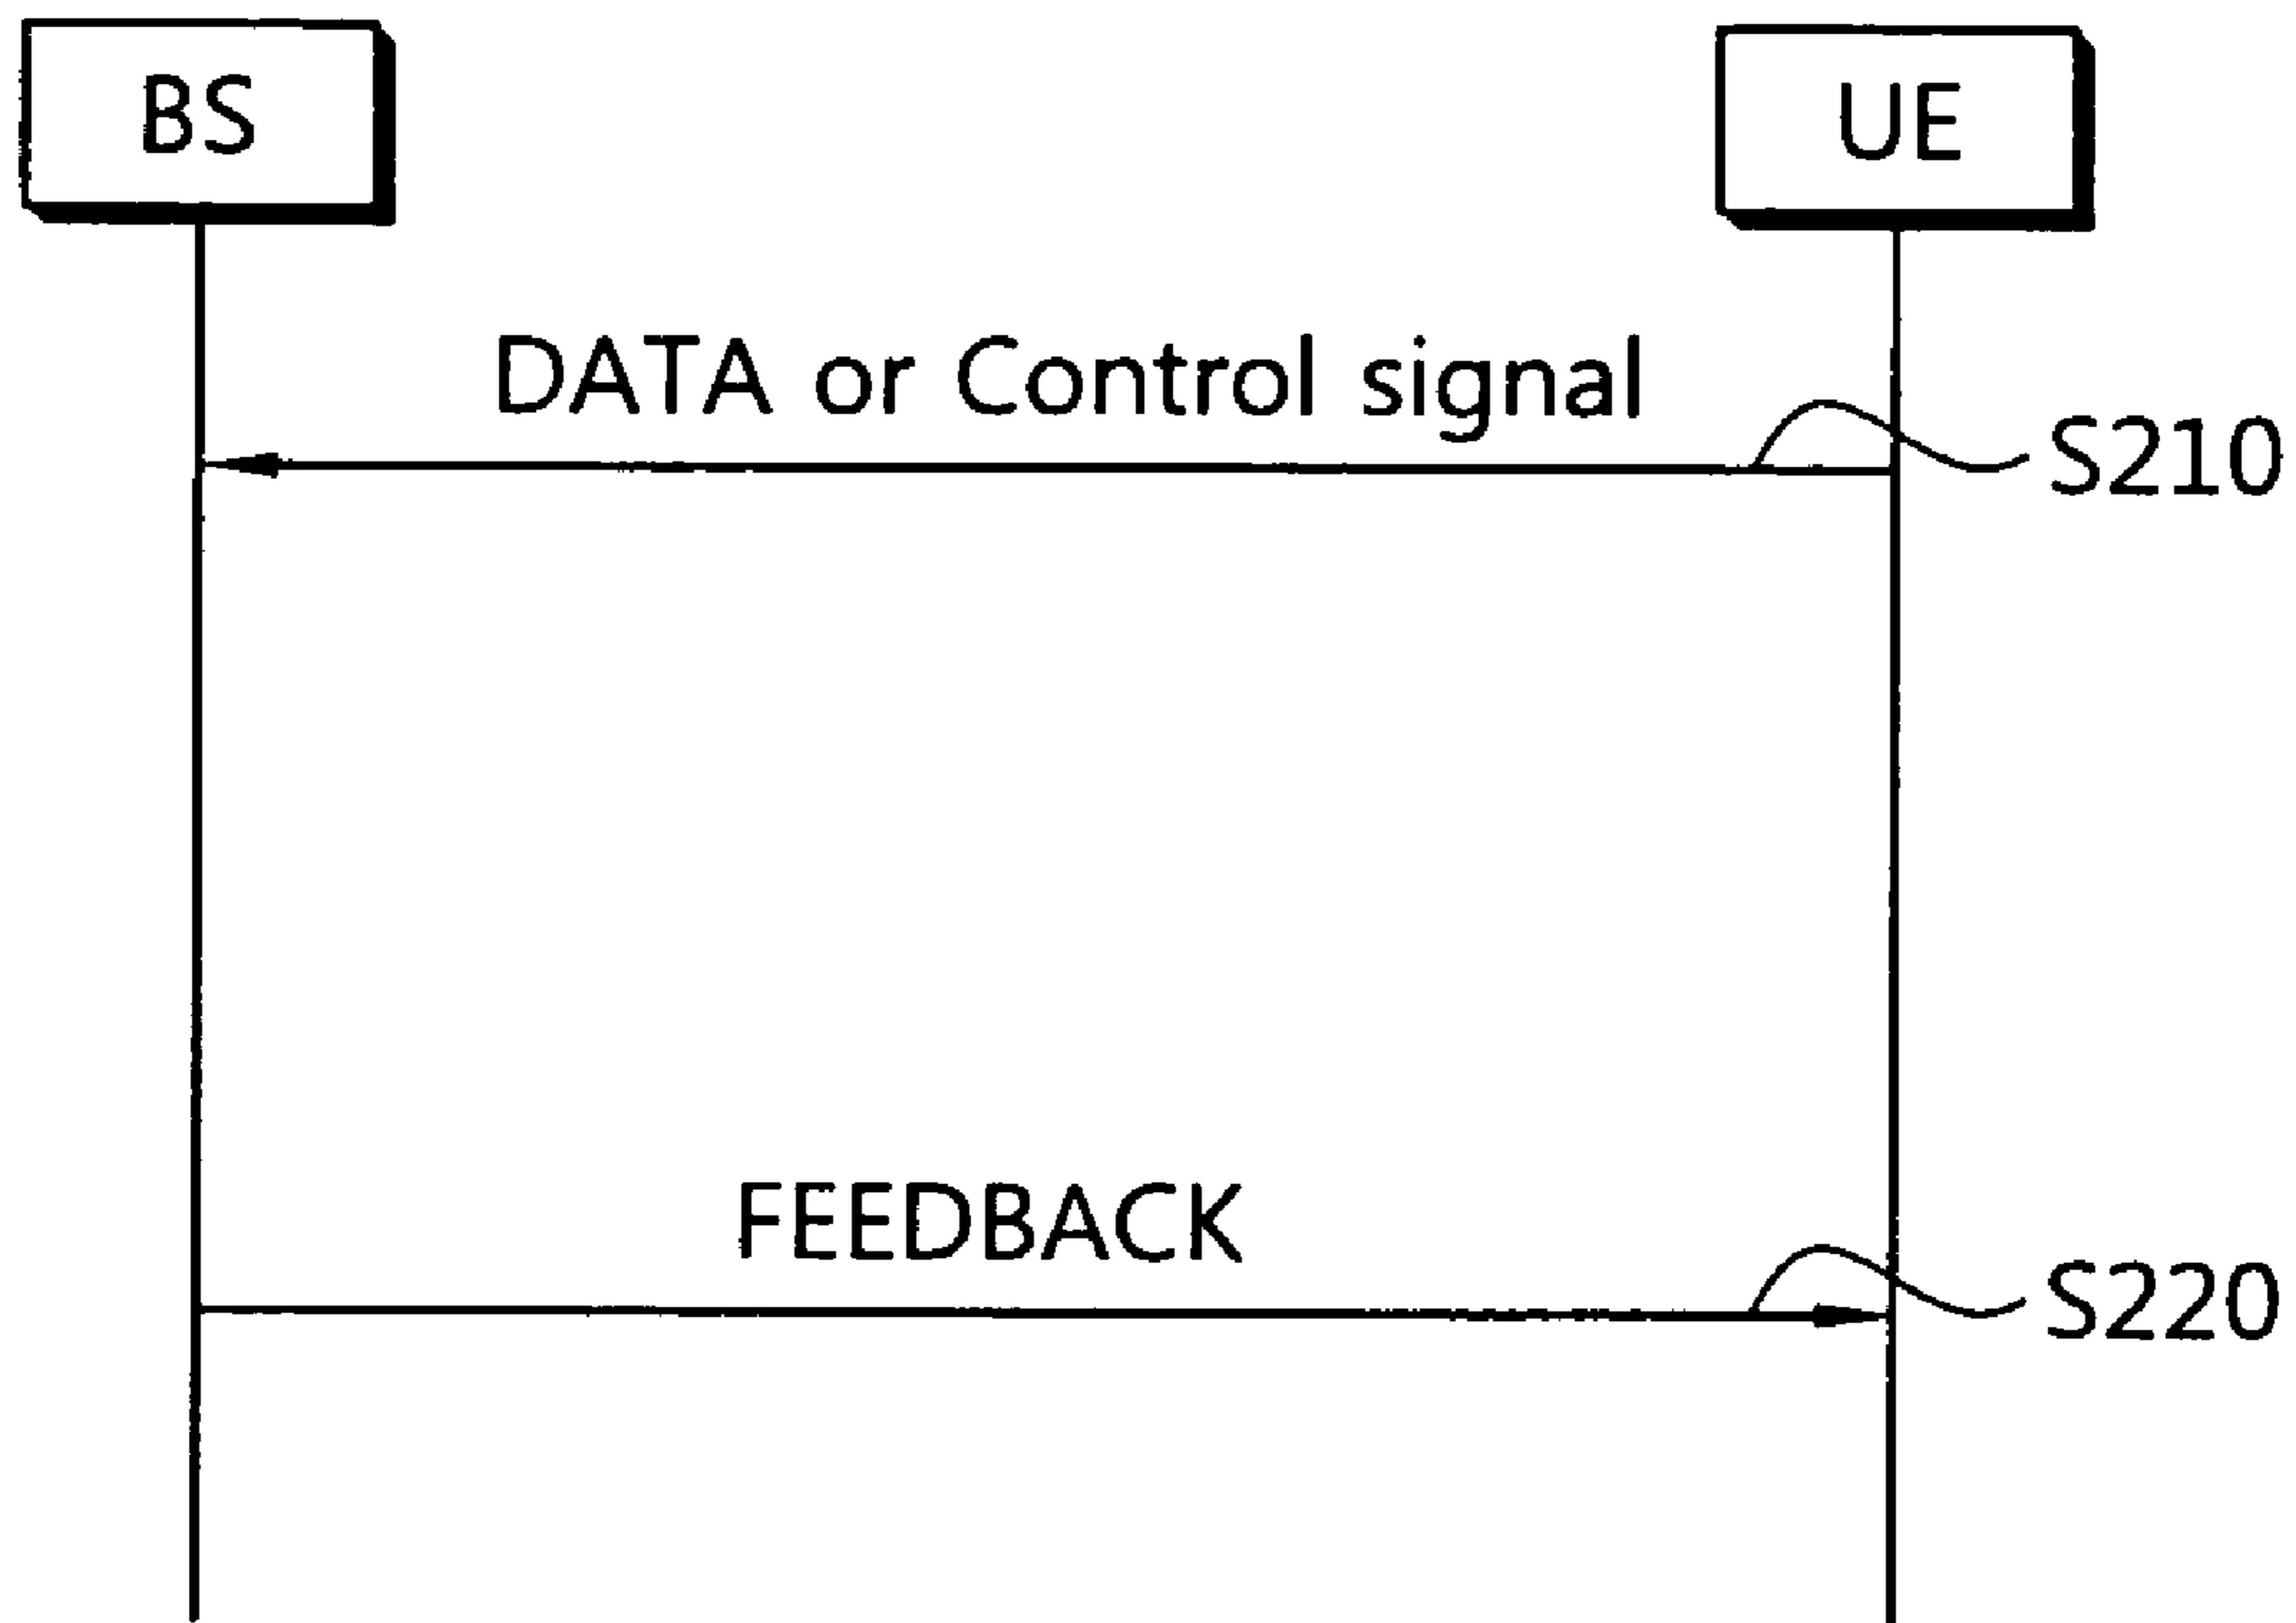 BS
UE
DATA or Control signal
S210
FEEDBACK
S220